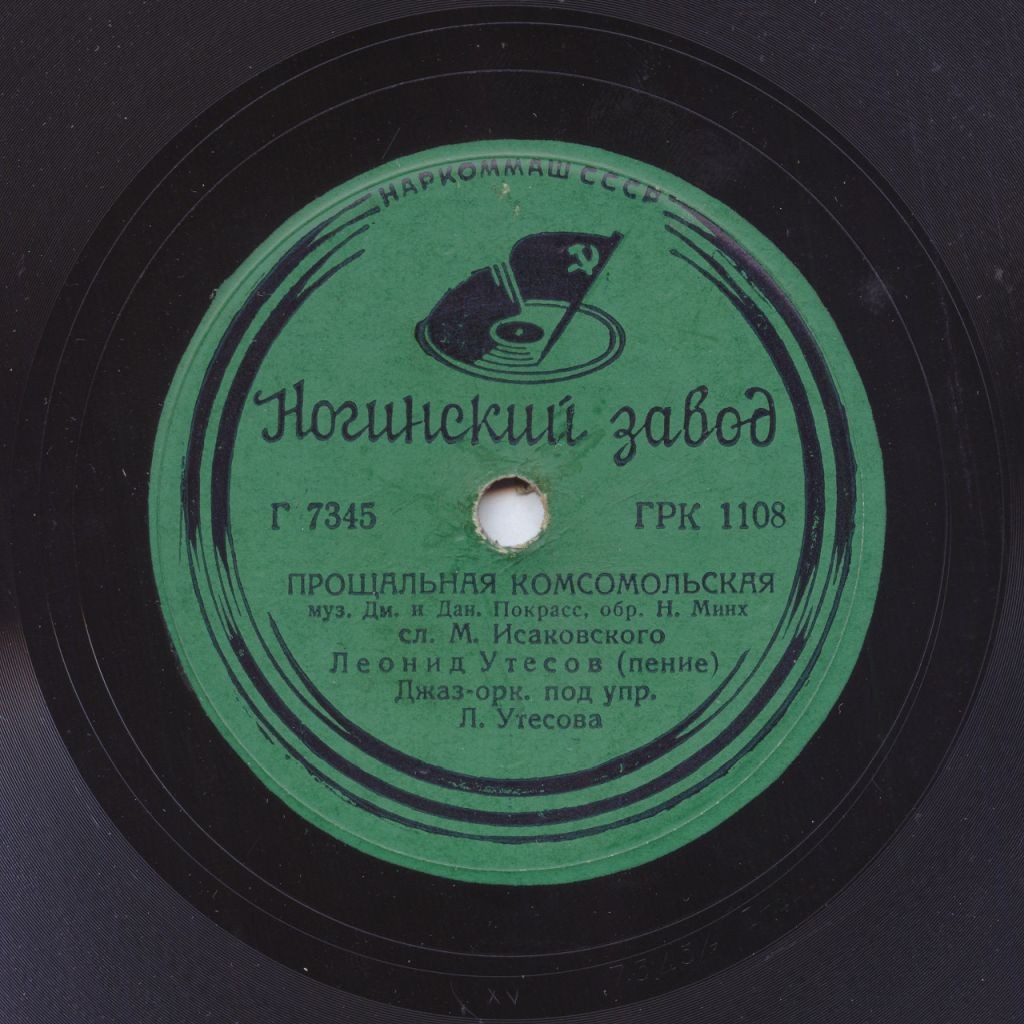 НАРКОММАШ СССР
Ногинский завод
Г 7345 ГРК 1108
ПРОЩАЛЬНАЯ КОМСОМОЛЬСКАЯ
муз. Дм. и Дан. Покрасс, обр. Н. Минх
сл. М. Исаковского
Леонид Утесов (пение)
Джаз-орк. под упр.
Л. Утесова
XV